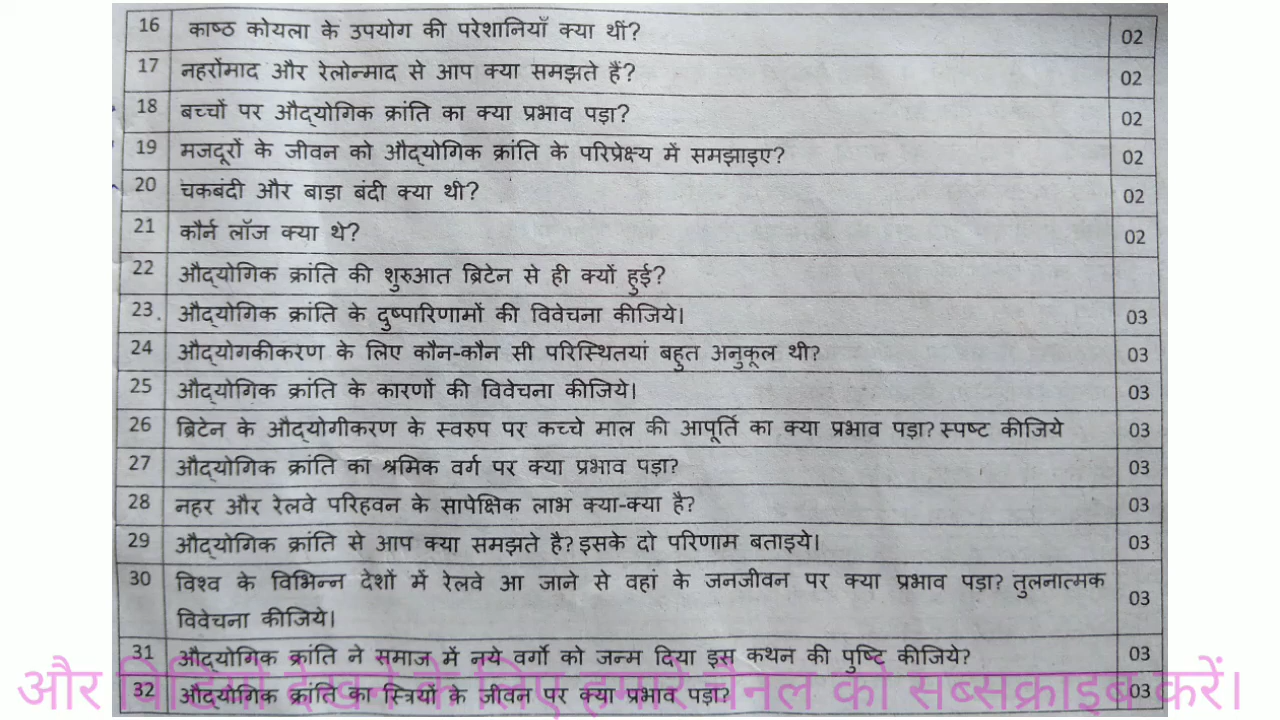 16 काष्ठ कोयला के उपयोग की परेशानियाँ क्या थीं? 02
17 नहरोंमाद और रेलोन्माद से आप क्या समझते हैं? 02
18 बच्चों पर औद्योगिक क्रांति का क्या प्रभाव पड़ा? 02
19 मजदूरों के जीवन को औद्योगिक क्रांति के परिप्रेक्ष्य में समझाइए? 02
20 चकबंदी और बाड़ा बंदी क्या थी? 02
21 कौर्न लॉज क्या थे? 02
22 औद्योगिक क्रांति की शुरुआत ब्रिटेन से ही क्यों हुई?
23. औद्योगिक क्रांति के दुष्पारिणामों की विवेचना कीजिये। 03
24 औद्योगकीकरण के लिए कौन-कौन सी परिस्थितयां बहुत अनुकूल थी? 03
25 औद्योगिक क्रांति के कारणों की विवेचना कीजिये। 03
26 ब्रिटेन के औद्योगीकरण के स्वरुप पर कच्चे माल की आपूर्ति का क्या प्रभाव पड़ा? स्पष्ट कीजिये 03
27 औद्योगिक क्रांति का श्रमिक वर्ग पर क्या प्रभाव पड़ा? 03
28 नहर और रेलवे परिहवन के सापेक्षिक लाभ क्या-क्या है? 03
29 औद्योगिक क्रांति से आप क्या समझते है? इसके दो परिणाम बताइये। 03
30 विश्व के विभिन्न देशों में रेलवे आ जाने से वहां के जनजीवन पर क्या प्रभाव पड़ा? तुलनात्मक 03
विवेचना कीजिये।
31 औद्योगिक क्रांति ने समाज में नये वर्गो को जन्म दिया इस कथन की पुष्टि कीजिये? 03
32 औद्योगिक क्रांति का स्त्रियों के जीवन पर क्या प्रभाव पड़ा? 03
और विडियो देखने के लिए हमारे चैनल को सब्सक्राइब करें।